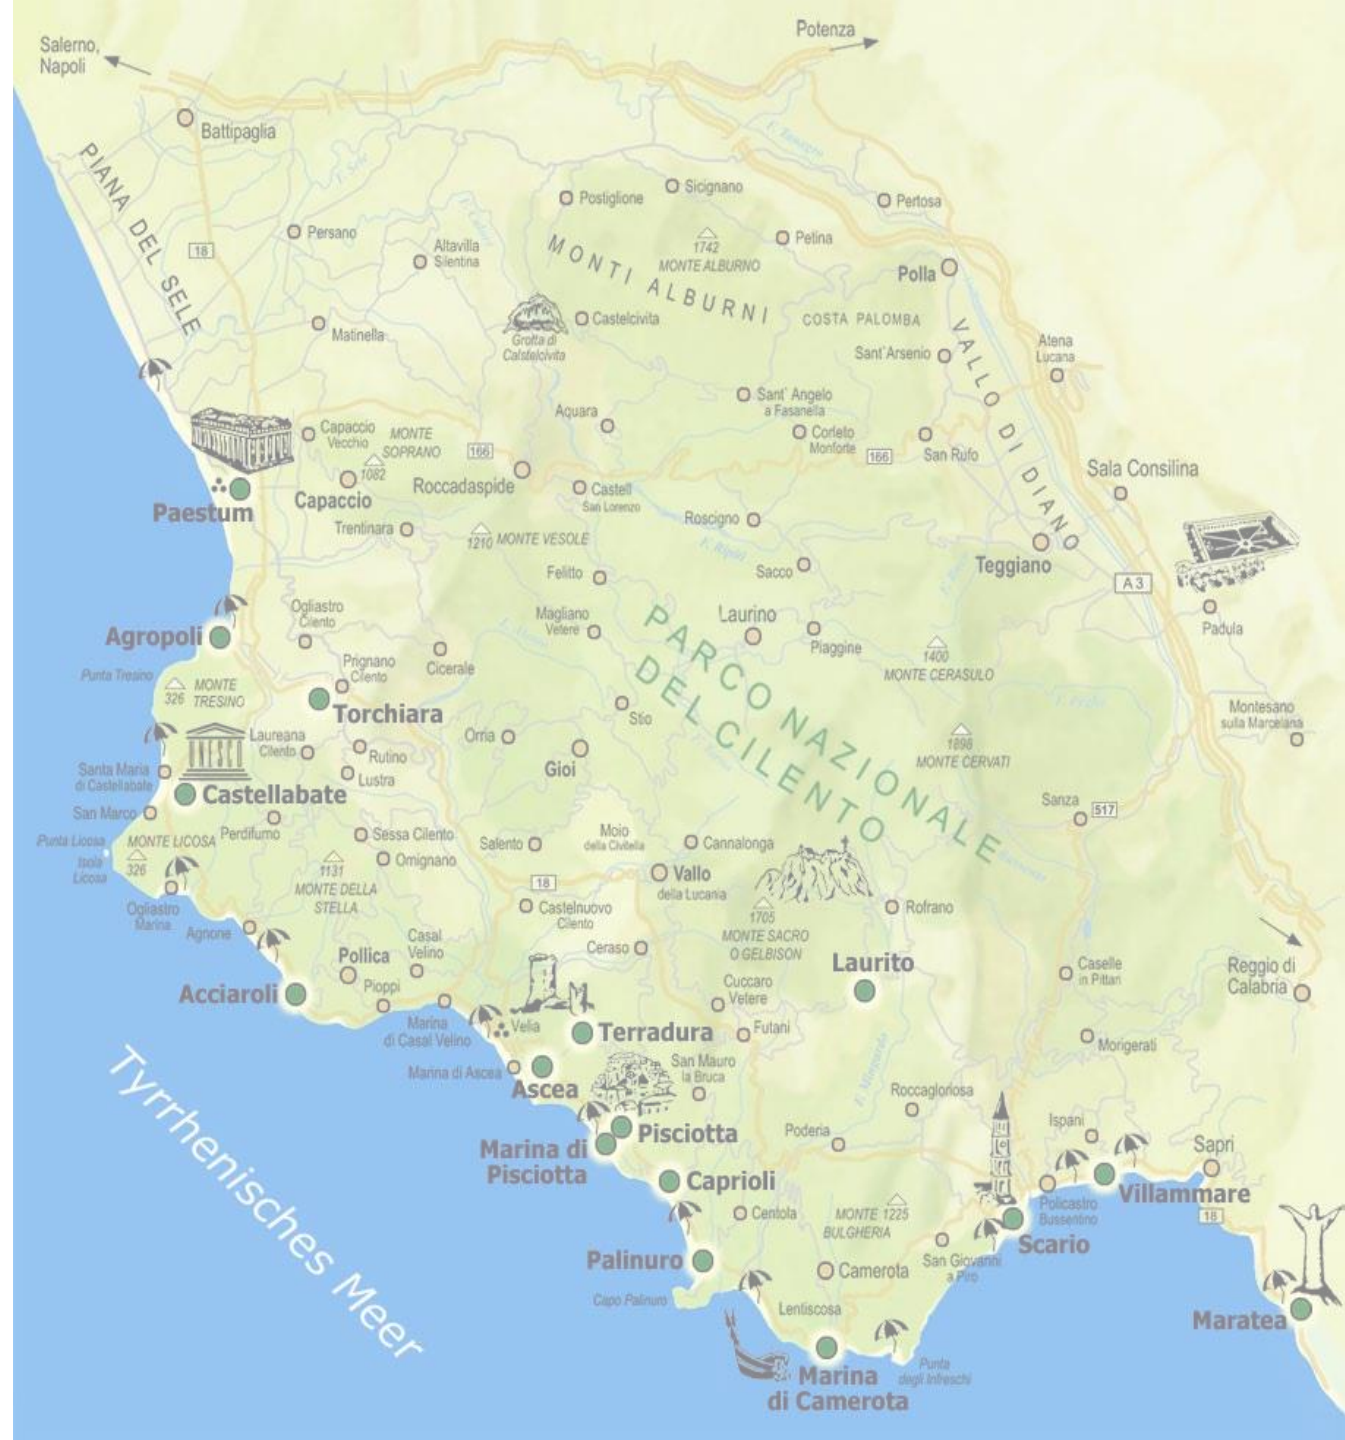 Salerno,
Napoli
Potenza
Battipaglia
F. Sele
F. Tanagro
PIANA DEL SELE
18
Persano
Altavilla
Silentina
Postiglione
Sicignano
Pertosa
MONTI ALBURNI
1742
MONTE ALBURNO
Petina
Polla
Matinella
Grotta di
Calstelcivita
Castelcivita
COSTA PALOMBA
VALLO DI DIANO
Sant'Arsenio
Atena
Lucana
Sant' Angelo
a Fasanella
Aquara
Capaccio
Vecchio
MONTE
SOPRANO
1082
166
Corleto
Monforte
166
San Rufo
Sala Consilina
Paestum
Capaccio
Roccadaspide
Castell
San Lorenzo
Trentinara
1210 MONTE VESOLE
Roscigno
F. Ripiti
Teggiano
Felitto
Sacco
A 3
Padula
Agropoli
Ogliastro
Cilento
Magliano
Vetere
Laurino
Piaggine
PARCO NAZIONALE
DEL CILENTO
1400
MONTE CERASULO
Punta Tresino
326
MONTE
TRESINO
Prignano
Cilento
Cicerale
Torchiara
Stio
Montesano
sulla Marcelana
Laureana
Cilento
Rutino
Orria
Gioi
1898
MONTE CERVATI
Santa Maria
di Castellabate
Lustra
Castellabate
San Marco
Perdifumo
Sanza
517
Punta Licosa
MONTE LICOSA
326
Isola
Licosa
Sessa Cilento
Omignano
Salento
Moio
della Civitella
Cannalonga
1131
MONTE DELLA
STELLA
18
Vallo
della Lucania
Ogliastro
Marina
Agnone
Castelnuovo
Cilento
1705
MONTE SACRO
O GELBISON
Rofrano
Casal
Velino
Ceraso
Pollica
Pioppi
Laurito
Caselle
in Pittari
Reggio di
Calabria
Acciaroli
Cuccaro
Vetere
Marina
di Casal Velino
Velia
Terradura
Futani
Morigerati
Marina di Ascea
Ascea
San Mauro
la Bruca
Roccagloriosa
Tyrrhenisches Meer
Pisciotta
Marina di
Pisciotta
Poderia
Ispani
Sapri
Caprioli
Policastro
Bussentino
Villammare
18
Centola
MONTE 1225
BULGHERIA
Scario
Palinuro
Camerota
San Giovanni
a Piro
Capo Palinuro
Lentiscosa
Maratea
Marina
di Camerota
Punta
degli Infreschi